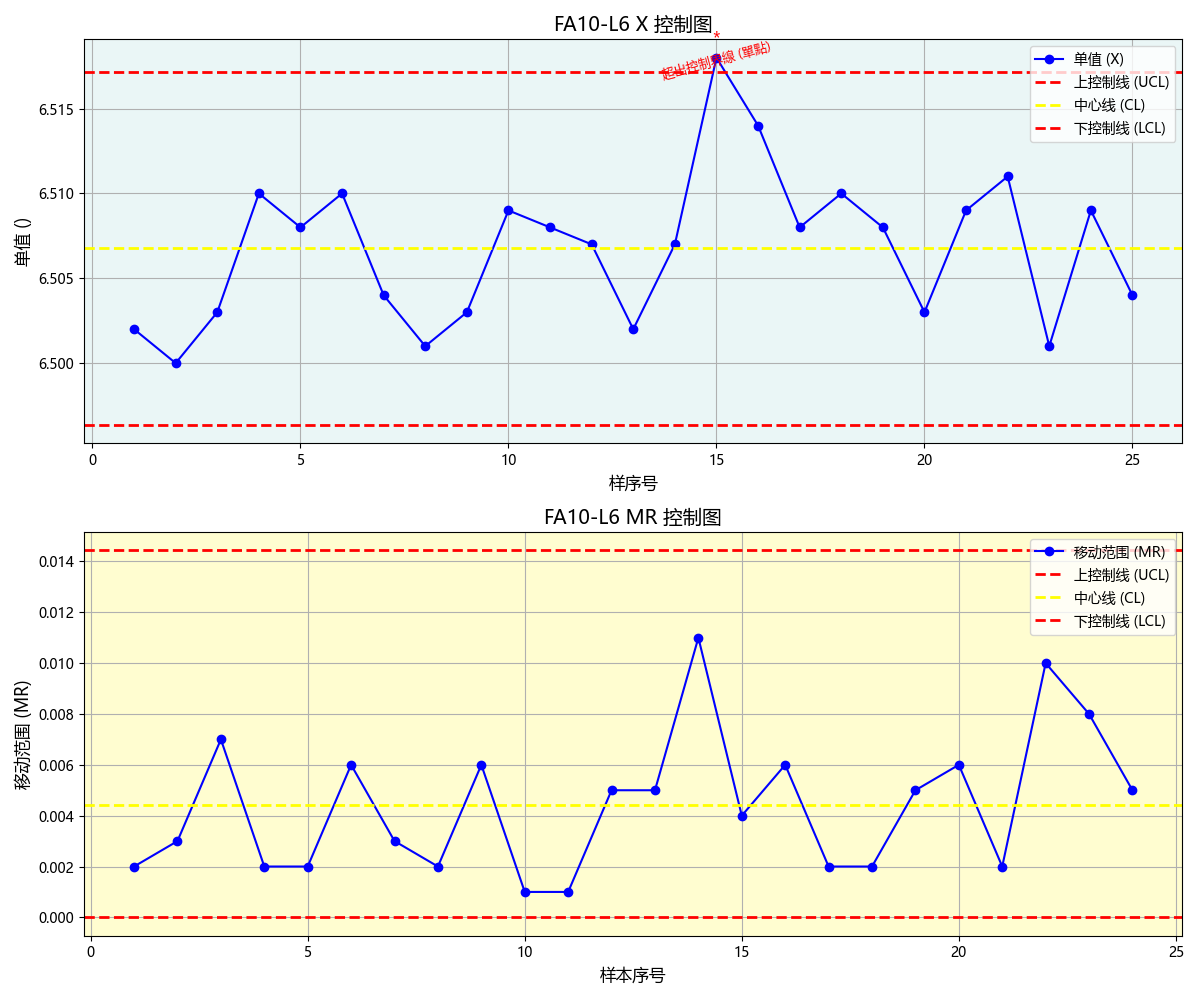 FA10-L6 X 控制图
*
超出控制界線 (單點)
单值 (X)
上控制线 (UCL)
中心线 (CL)
下控制线 (LCL)
单值 ()
6.515
6.510
6.505
6.500
0 5 10 15 20 25
样序号
FA10-L6 MR 控制图
移动范围 (MR)
上控制线 (UCL)
中心线 (CL)
下控制线 (LCL)
移动范围 (MR)
0.014
0.012
0.010
0.008
0.006
0.004
0.002
0.000
0 5 10 15 20 25
样本序号